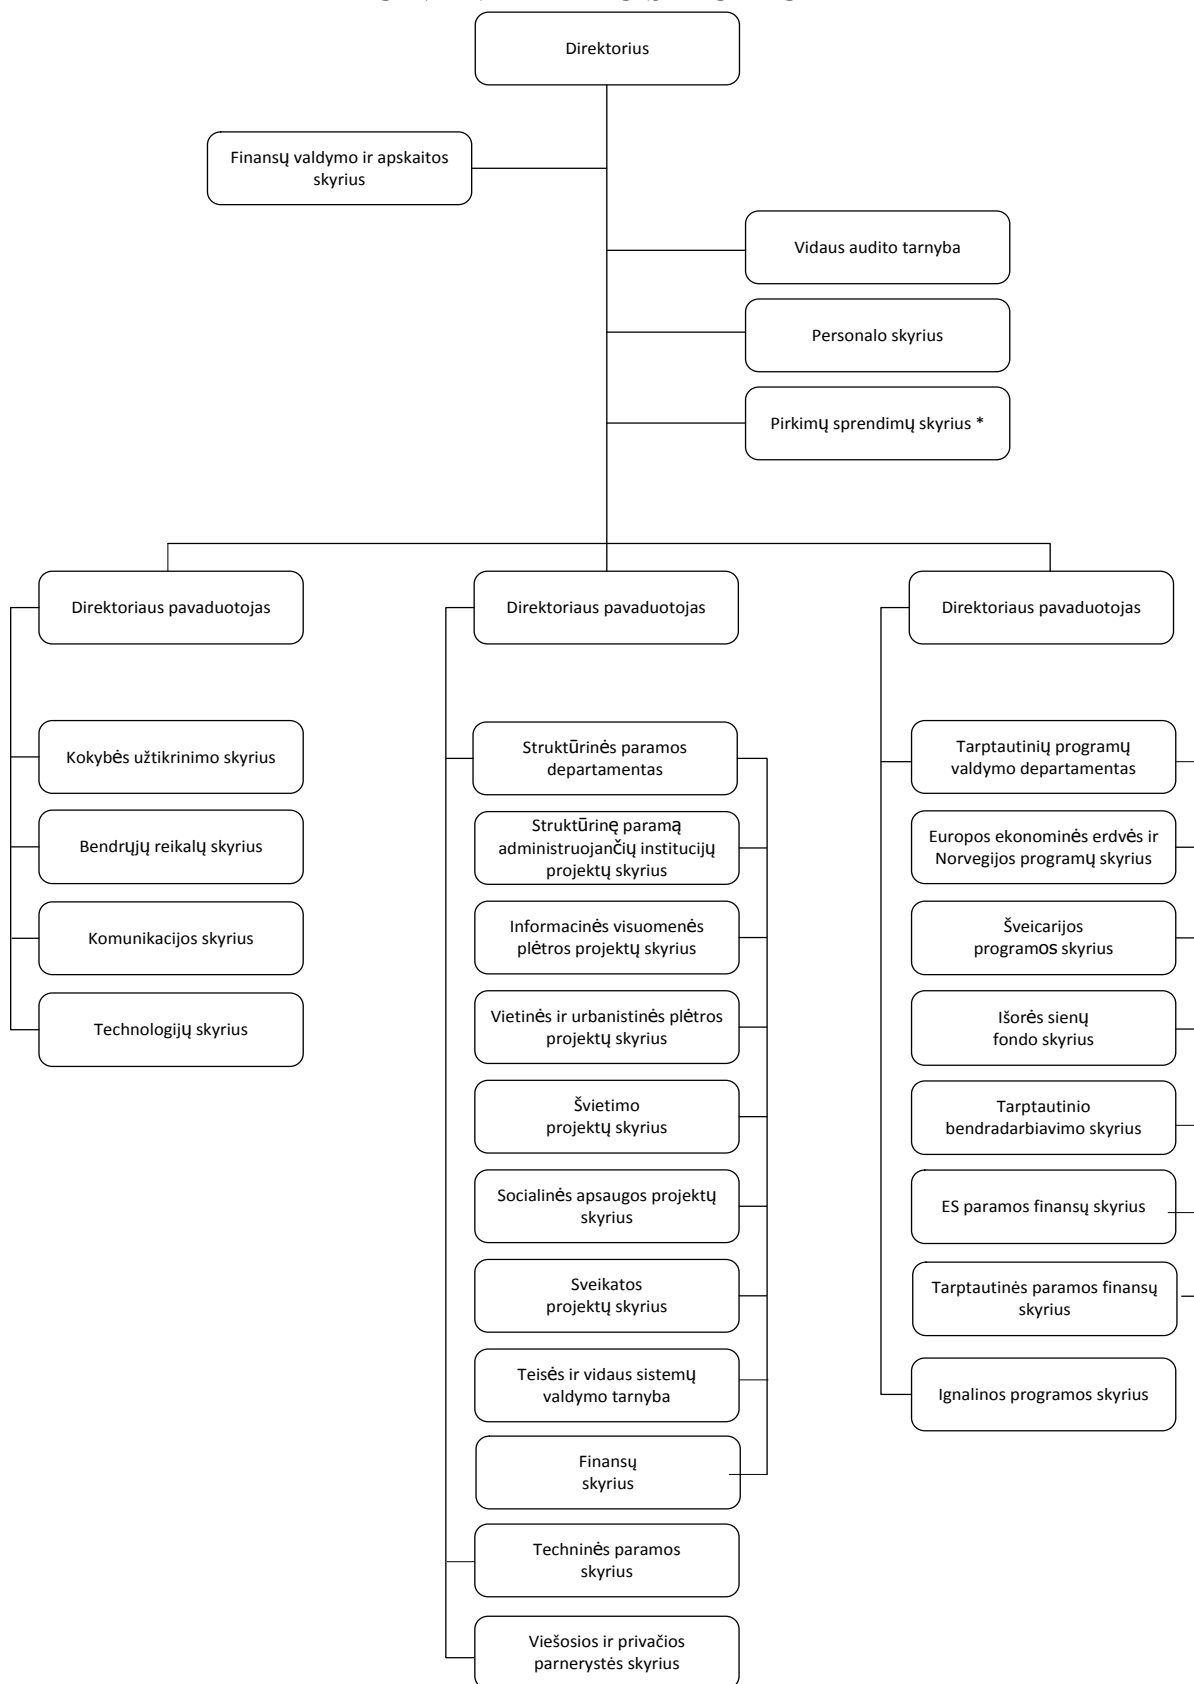 Direktorius
Finansų valdymo ir apskaitos
skyrius
Vidaus audito tarnyba
Personalo skyrius
Pirkimų sprendimų skyrius *
Direktoriaus pavaduotojas
Direktoriaus pavaduotojas
Direktoriaus pavaduotojas
Kokybės užtikrinimo skyrius
Bendrųjų reikalų skyrius
Komunikacijos skyrius
Technologijų skyrius
Struktūrinės paramos
departamentas
Struktūrinę paramą
administruojančių institucijų
projektų skyrius
Informacinės visuomenės
plėtros projektų skyrius
Vietinės ir urbanistinės plėtros
projektų skyrius
Švietimo
projektų skyrius
Socialinės apsaugos projektų
skyrius
Sveikatos
projektų skyrius
Teisės ir vidaus sistemų
valdymo tarnyba
Finansų
skyrius
Techninės paramos
skyrius
Viešosios ir privačios
parnerystės skyrius
Tarptautinių programų
valdymo departamentas
Europos ekonominės erdvės ir
Norvegijos programų skyrius
Šveicarijos
programos skyrius
Išorės sienų
fondo skyrius
Tarptautinio
bendradarbiavimo skyrius
ES paramos finansų skyrius
Tarptautinės paramos finansų
skyrius
Ignalinos programos skyrius